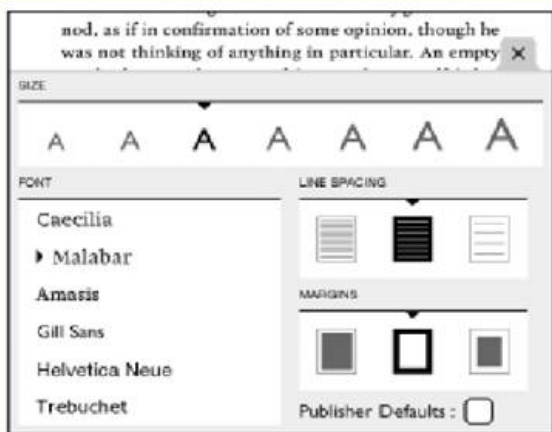 nod, as if in confirmation of some opinion, though he
was not thinking of anything in particular. An empty
SIZE
A A A A A A A
FONT
Caecilia
Malabar
Amasis
Gill Sans
Helvetica Neue
Trebuchet
LINE SPACING
MARGINS
Publisher Defaults :